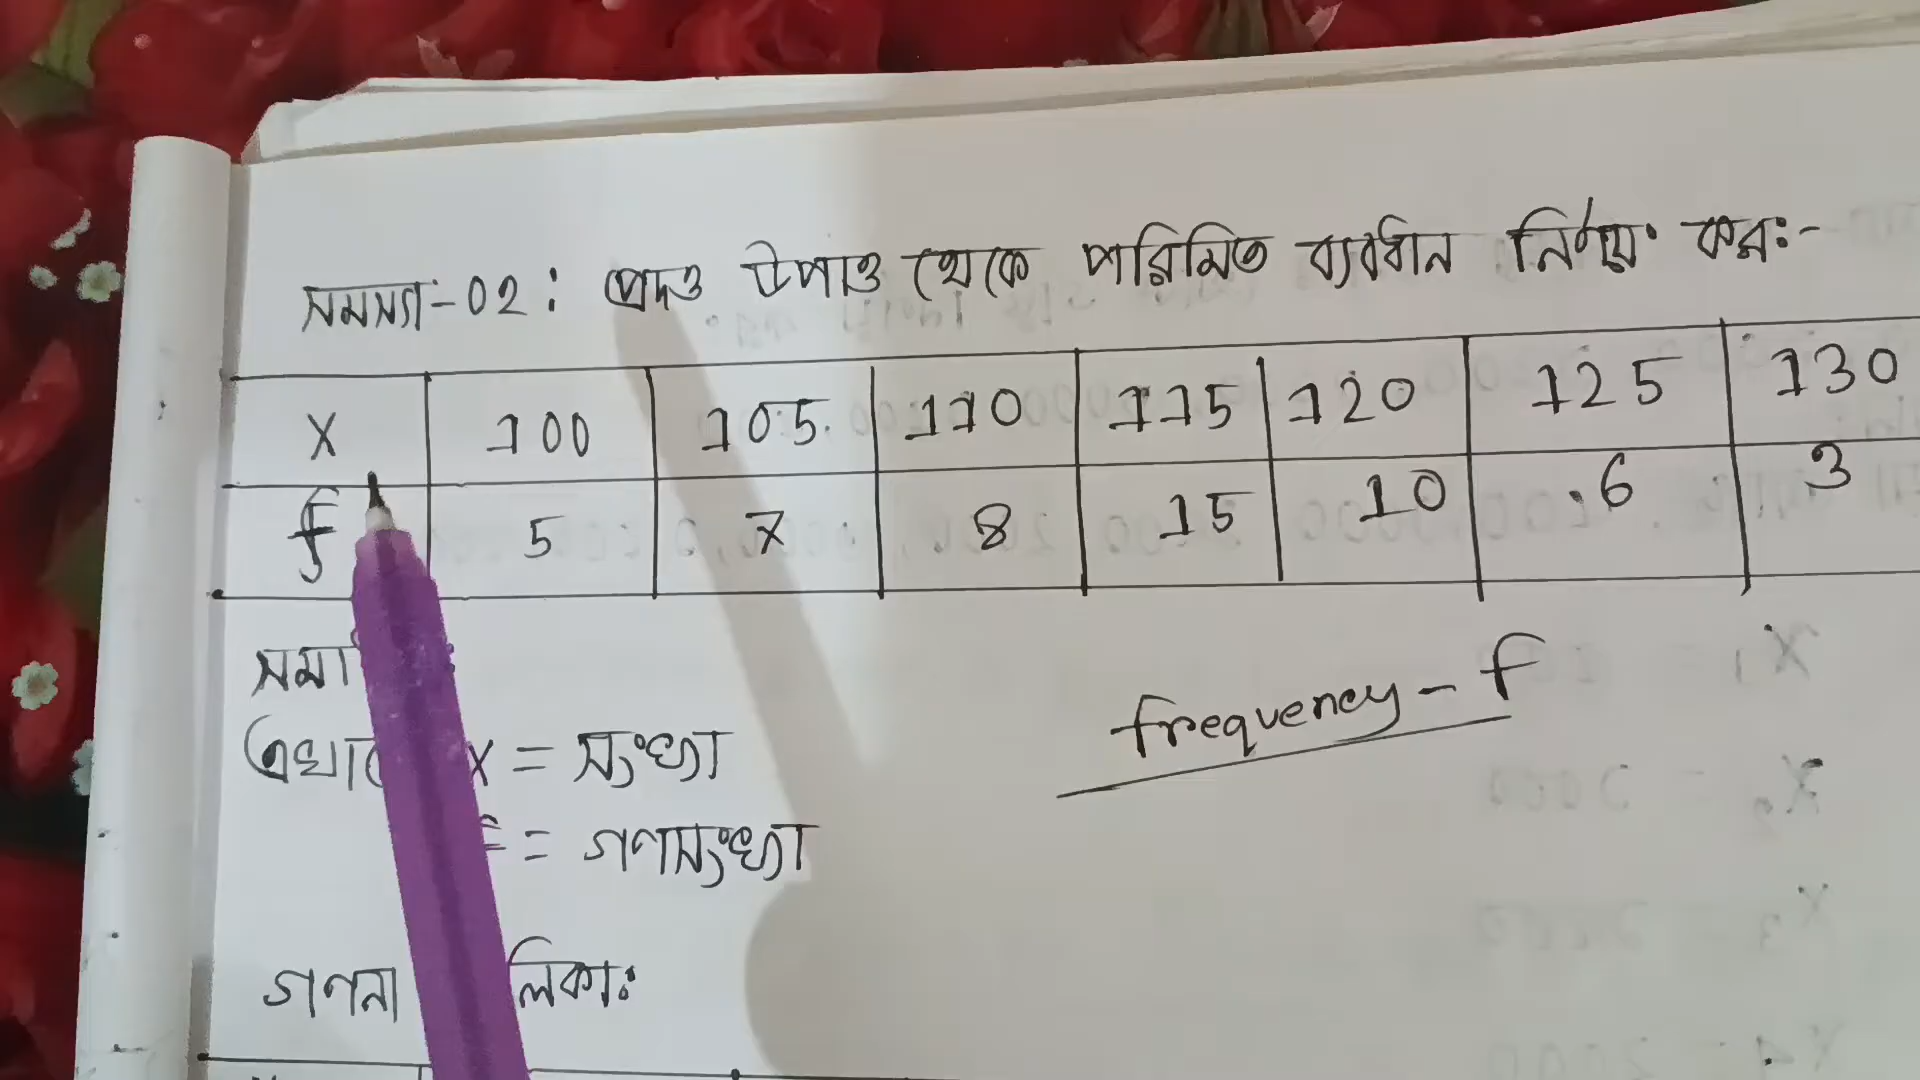 সমস্যা-02: প্রদত্ত উপাত্ত থেকে পরিমিত ব্যবধান নির্ণয় কর:-
X 100 105 110 115 120 125 130
f 5 7 8 15 10 6 3
frequency - f
X = সংখ্যা
= গণসংখ্যা
গণনা